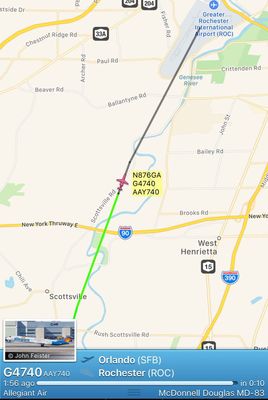 204
Fisher Rd
Chestnut Ridge Rd
Greater
Rochester
International
Airport (ROC)
Paul Rd
33A
Archer Rd
Genesee
River
Crittenden Rd
Beaver Rd
Ballantyne Rd
John St
Bailey Rd
N876GA
G4740
AAY740
Scottsville Rd
Brooks Rd
New York Thruway E
90
West
Henrietta
15
390
Scottsville
Rush Scottsville Rd
© John Feister
15
G4740 AAY740
Orlando (SFB)
Rochester (ROC)
1:56 ago
in 0:10
Allegiant Air
McDonnell Douglas MD-83